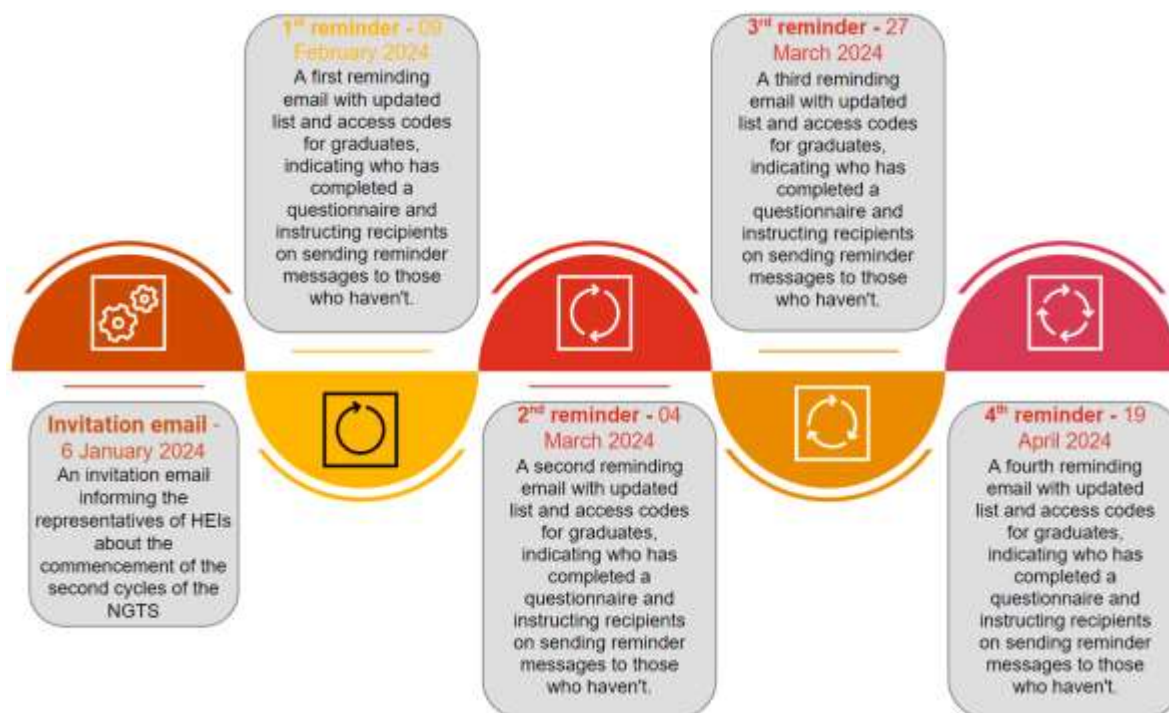 Invitation email -
6 January 2024
An invitation email
informing the
representatives of HEIs
about the
commencement of the
second cycles of the
NGTS
1st reminder - 09
February 2024
A first reminding
email with updated
list and access codes
for graduates,
indicating who has
completed a
questionnaire and
instructing recipients
on sending reminder
messages to those
who haven't.
2nd reminder - 04
March 2024
A second reminding
email with updated
list and access codes
for graduates,
indicating who has
completed a
questionnaire and
instructing recipients
on sending reminder
messages to those
who haven't.
3rd reminder - 27
March 2024
A third reminding
email with updated
list and access codes
for graduates,
indicating who has
completed a
questionnaire and
instructing recipients
on sending reminder
messages to those
who haven't.
4th reminder - 19
April 2024
A fourth reminding
email with updated
list and access codes
for graduates,
indicating who has
completed a
questionnaire and
instructing recipients
on sending reminder
messages to those
who haven't.